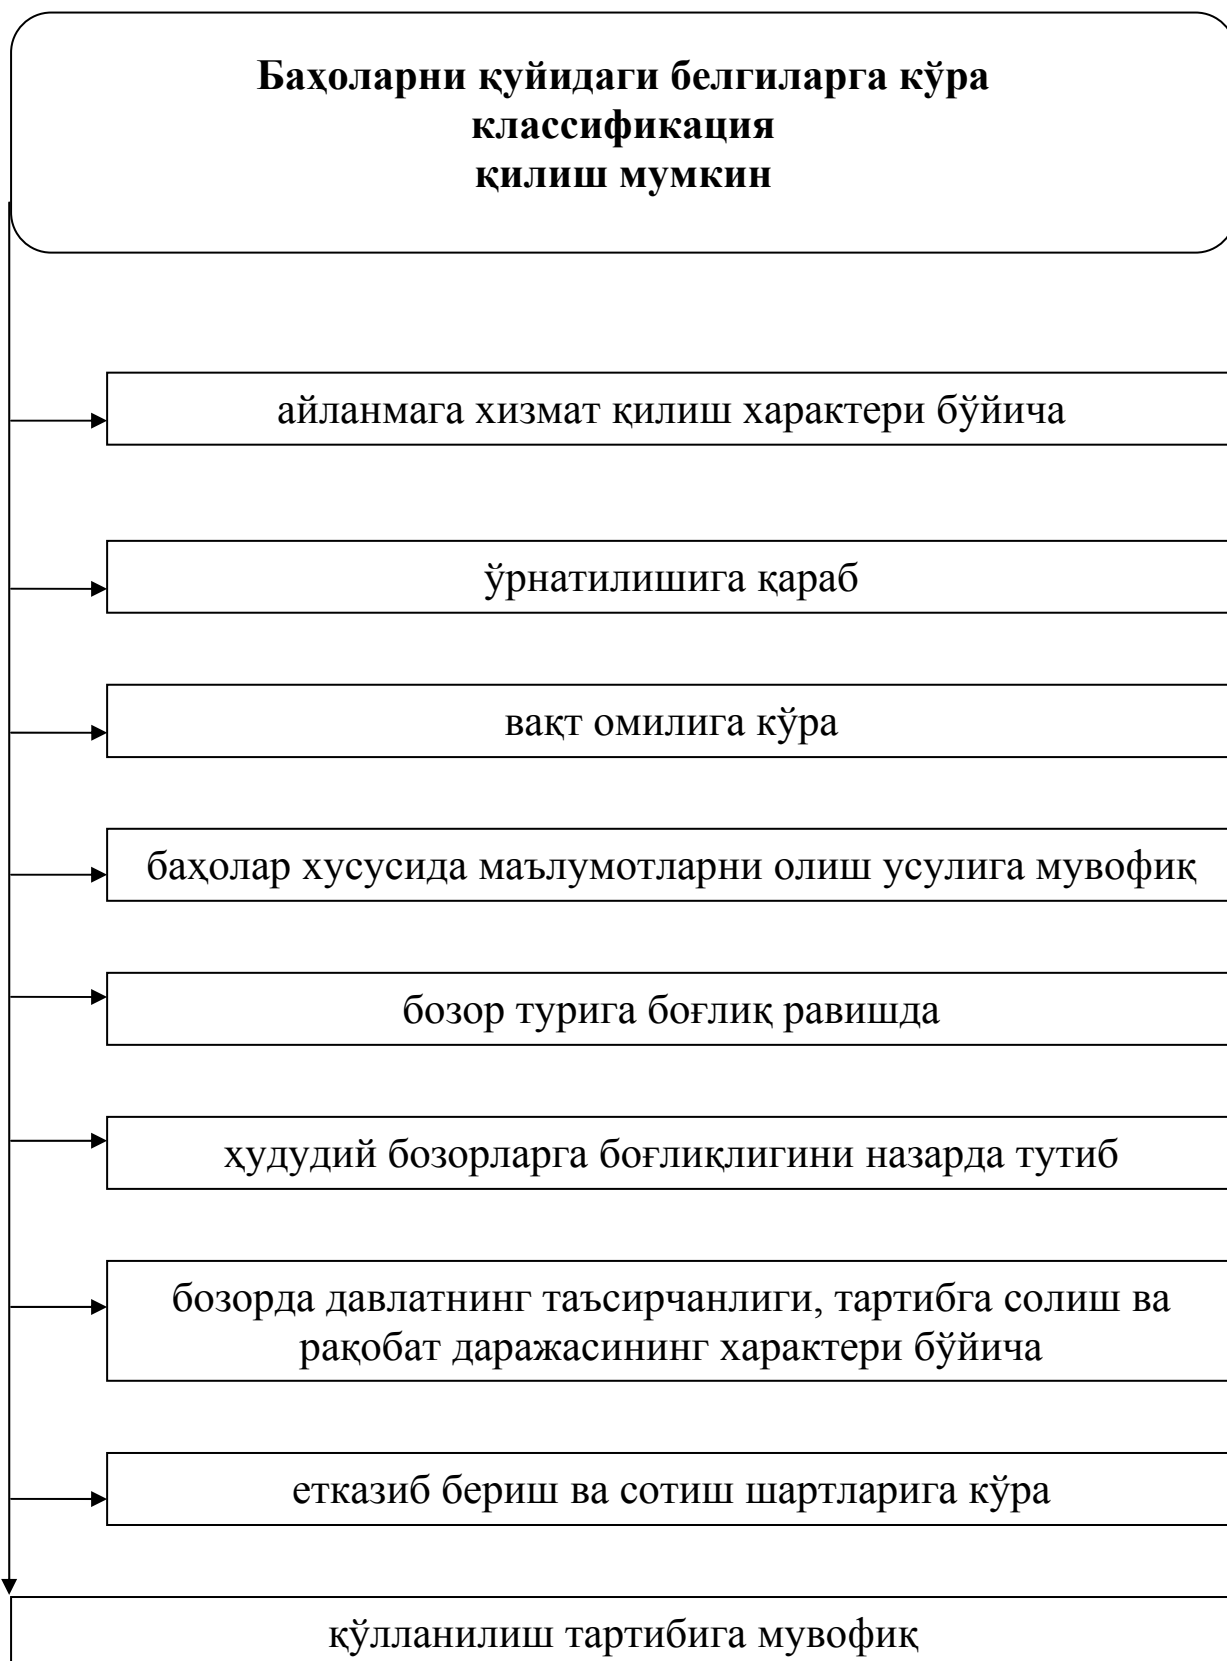 Баҳоларни қуйидаги белгиларга кўра
классификация
қилиш мумкин
айланмага хизмат қилиш характери бўйича
ўрнатилишига қараб
вақт омилига кўра
баҳолар хусусида маълумотларни олиш усулига мувофиқ
бозор турига боғлиқ равишда
ҳудудий бозорларга боғлиқлигини назарда тутиб
бозорда давлатнинг таъсирчанлиги, тартибга солиш ва
рақобат даражасининг характери бўйича
етказиб бериш ва сотиш шартларига кўра
қўлланилиш тартибига мувофиқ